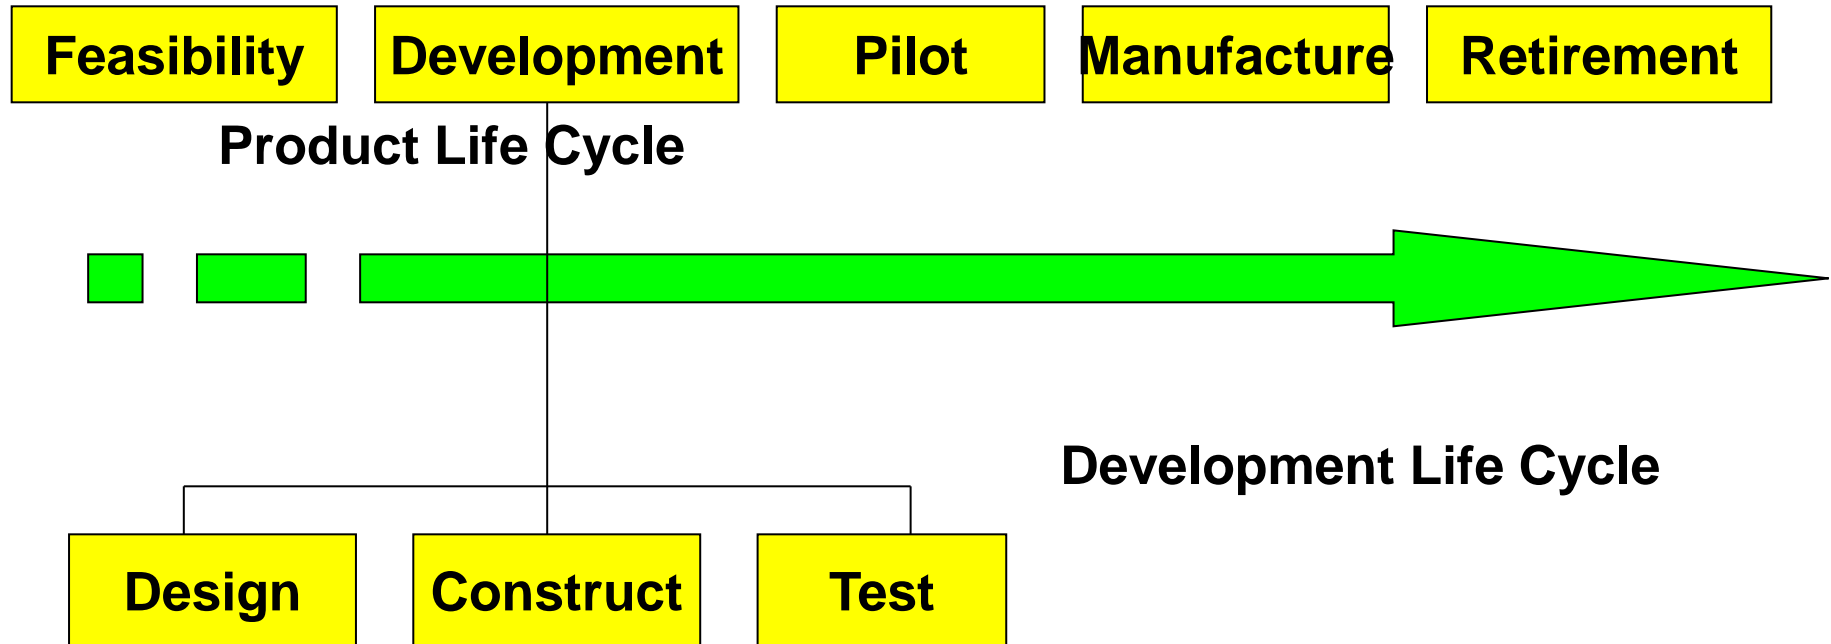 Feasibility Development Pilot Manufacture Retirement
Product Life Cycle
Development Life Cycle
Design Construct Test